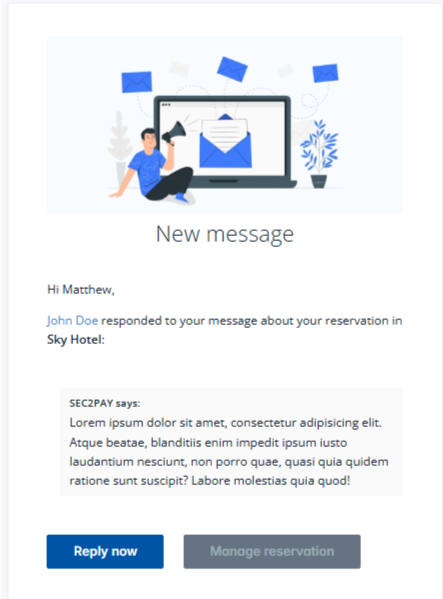 New message
Hi Matthew,
John Doe responded to your message about your reservation in
Sky Hotel:
SEC2PAY says:
Lorem ipsum dolor sit amet, consectetur adipisicing elit.
Atque beatae, blanditiis enim impedit ipsum iusto
laudantium nesciunt, non porro quae, quasi quia quidem
ratione sunt suscipit? Labore molestias quia quod!
Reply now
Manage reservation